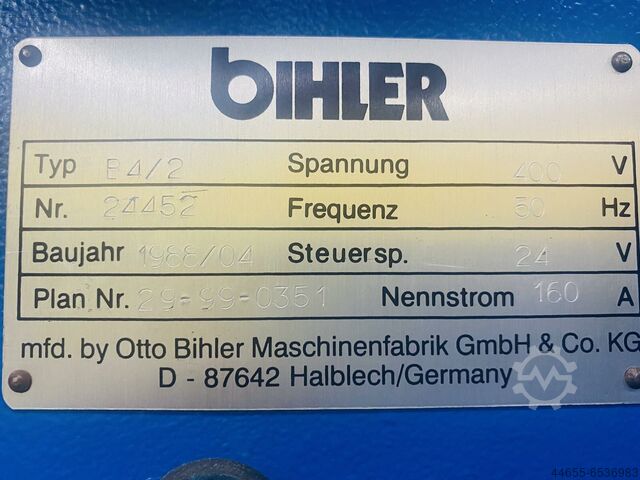 BIHLER
Typ B4/2 Spannung 400 V
Nr. 24452 Frequenz 50 Hz
Baujahr 1988/04 Steuersp. 24 V
Plan Nr. 29-99-0351 Nennstrom 160 A
mfd. by Otto Bihler Maschinenfabrik GmbH & Co. KG
D - 87642 Halblech/Germany
44655-6536983